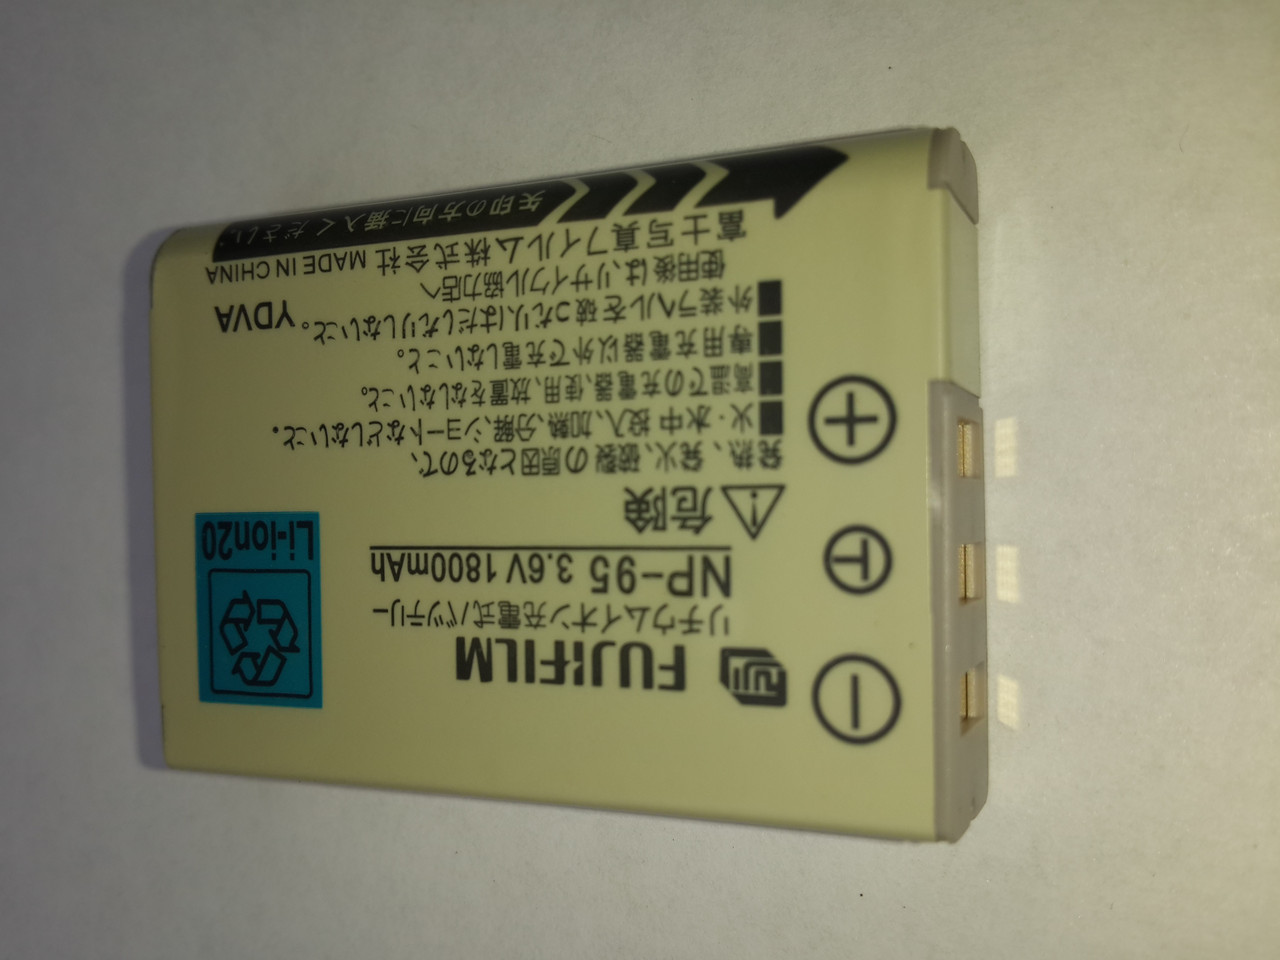 FUJIFILM
リチウムイオン充電式バッテリー
NP-95 3.6V 1800mAh
Li-ion20
危険
発熱、発火、破裂の原因となるので、
■火・水中投入、加熱、分解、ショートなどしないこと。
■高温での充電器、使用、放置をなしないこと。
■専用充電器以外で充電しないこと。
■外装ラベルを破ったりはだしたりしないこと。
YDVA
使用後は、リサイクル協力店へ
富士写真フイルム株式会社 MADE IN CHINA
矢印の方向に挿入ください。
+
T
−